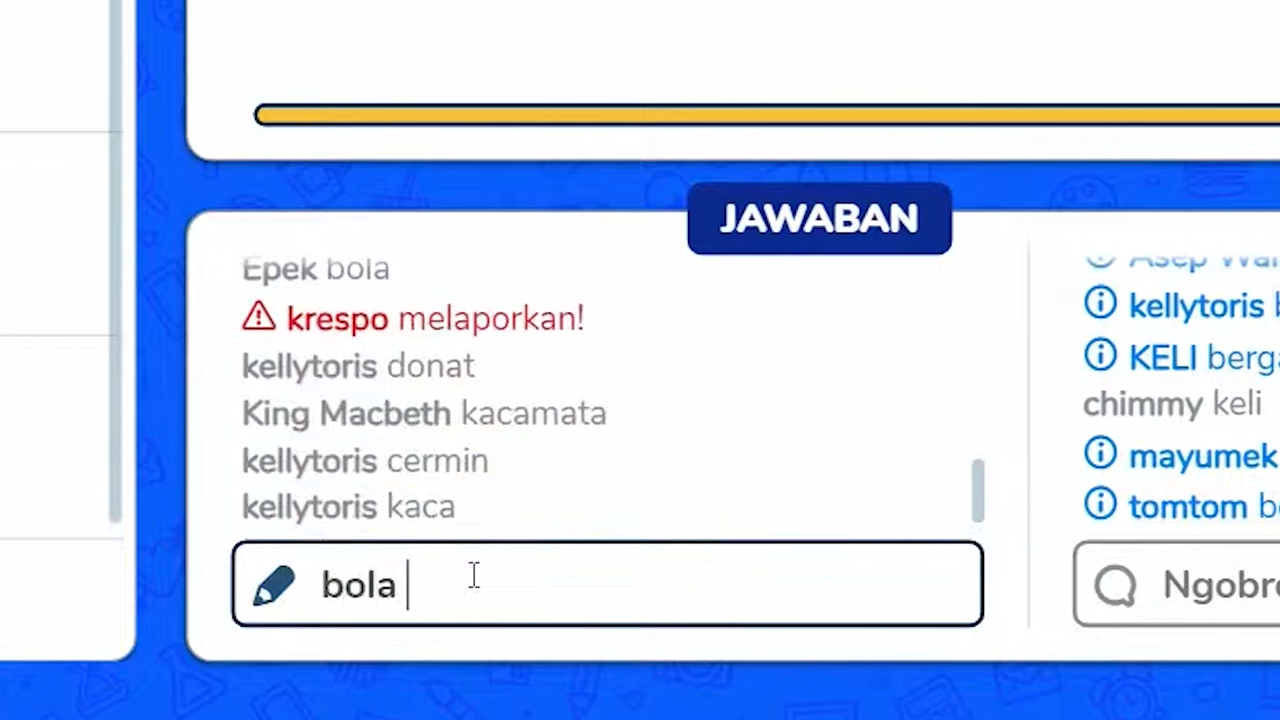 JAWABAN
Epek bola
krespo melaporkan!
kellytoris donat
King Macbeth kacamata
kellytoris cermin
kellytoris kaca
bola
Asep
kellytoris
KELI
chimmy keli
mayumek
tomtom